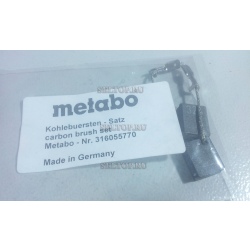 metabo
Kohlebuersten - Satz
carbon brush set
Metabo - Nr. 316055770
Made in Germany